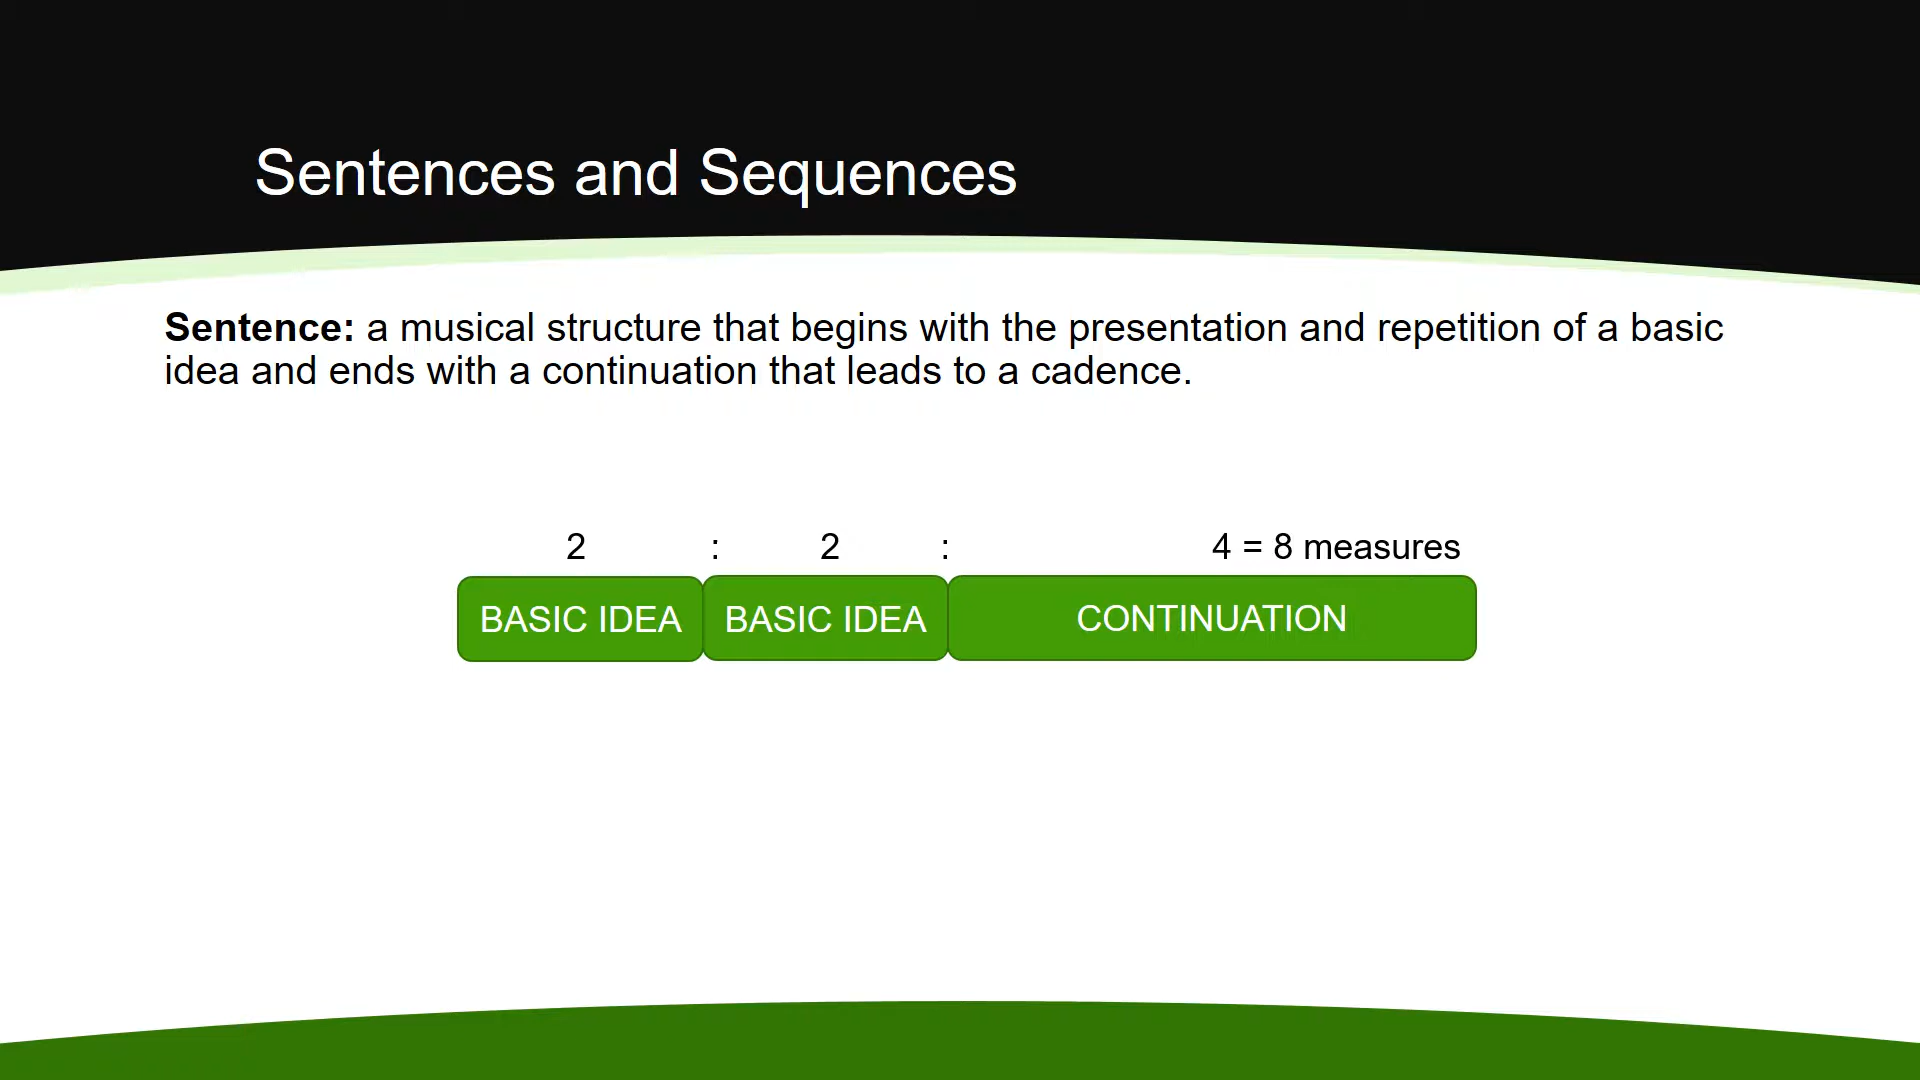 Sentences and Sequences
Sentence: a musical structure that begins with the presentation and repetition of a basic
idea and ends with a continuation that leads to a cadence.
2 : 2 : 4 = 8 measures
BASIC IDEA BASIC IDEA CONTINUATION